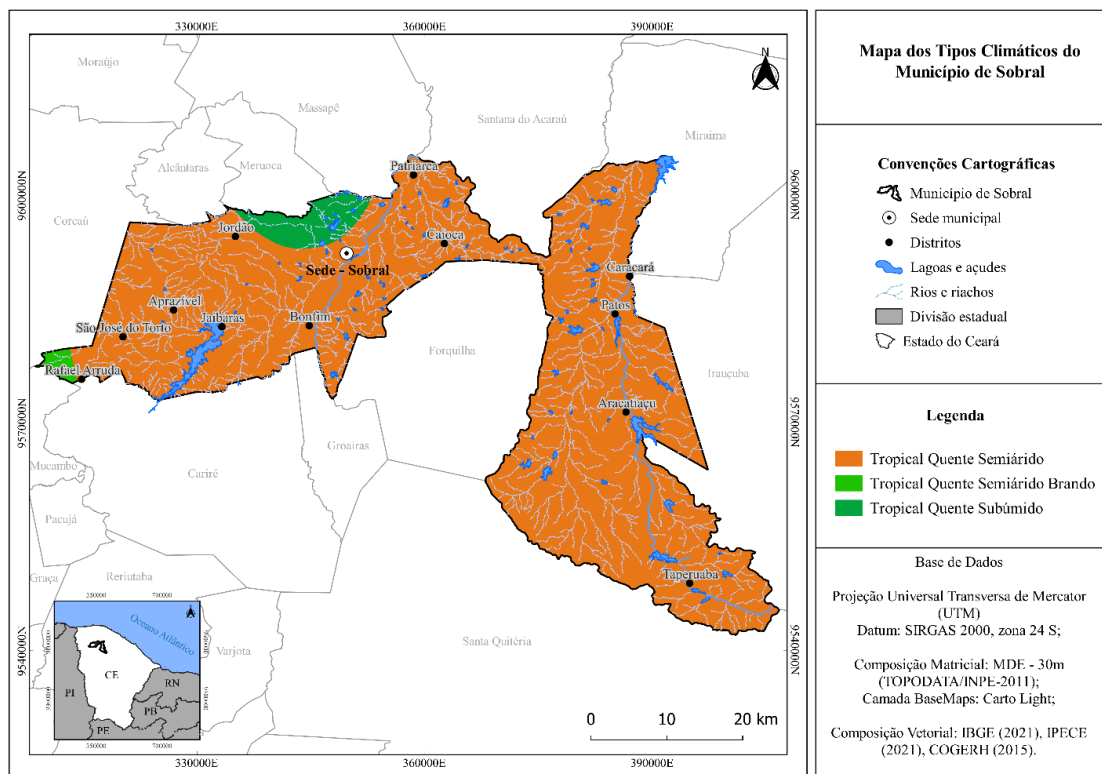 330000E
360000E
390000E
Moraújo
Massapê
Santana do Acaraú
Miraima
Alcântaras
Meruoca
Patriarca
9600000N
9600000N
Corcaú
Jordão
Caioca
Sede - Sobral
Caracará
Aprazível
Patos
São José do Torto
Jaibaras
Bonfim
Forquilha
Rafael Arruda
Irauçuba
Aracatiaçu
9570000N
9570000N
Groaíras
Mucambo
Cariré
Pacujá
Graça
Reriutaba
Taperuaba
Santa Quitéria
Varjota
9540000N
9540000N
350000
700000
Oceano Atlântico
CE
RN
PI
PB
PE
350000
700000
N
0 10 20 km
330000E
360000E
390000E
Mapa dos Tipos Climáticos do
Município de Sobral
Convenções Cartográficas
Município de Sobral
Sede municipal
Distritos
Lagoas e açudes
Rios e riachos
Divisão estadual
Estado do Ceará
Legenda
Tropical Quente Semiárido
Tropical Quente Semiárido Brando
Tropical Quente Subúmido
Base de Dados
Projeção Universal Transversa de Mercator
(UTM)
Datum: SIRGAS 2000, zona 24 S;
Composição Matricial: MDE - 30m
(TOPODATA/INPE-2011);
Camada BaseMaps: Carto Light;
Composição Vetorial: IBGE (2021), IPECE
(2021), COGERH (2015).